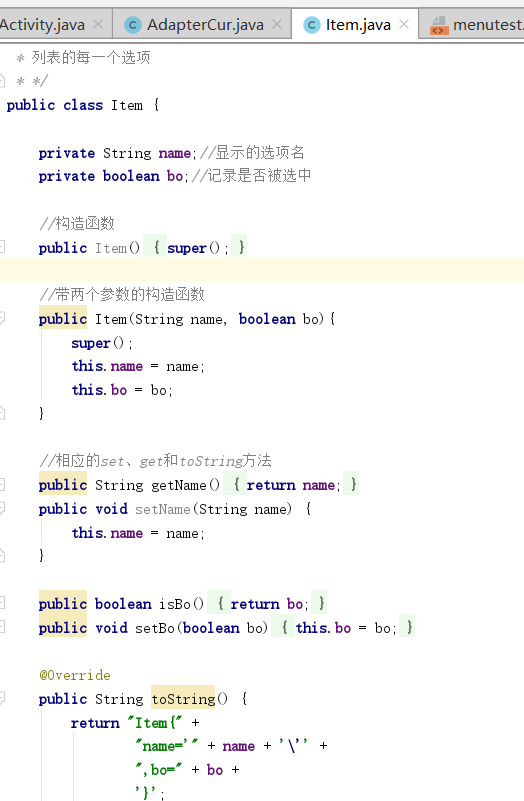 Activity.java × AdapterCur.java × Item.java × menutest.
* 列表的每一个选项
* */
public class Item {
private String name;//显示的选项名
private boolean bo;//记录是否被选中
//构造函数
public Item() { super(); }
//带两个参数的构造函数
public Item(String name, boolean bo){
super();
this.name = name;
this.bo = bo;
}
//相应的set、get和toString方法
public String getName() { return name; }
public void setName(String name) {
this.name = name;
}
public boolean isBo() { return bo; }
public void setBo(boolean bo) { this.bo = bo; }
@Override
public String toString() {
return "Item{" +
"name='" + name + '\'' +
",bo=" + bo +
'}';